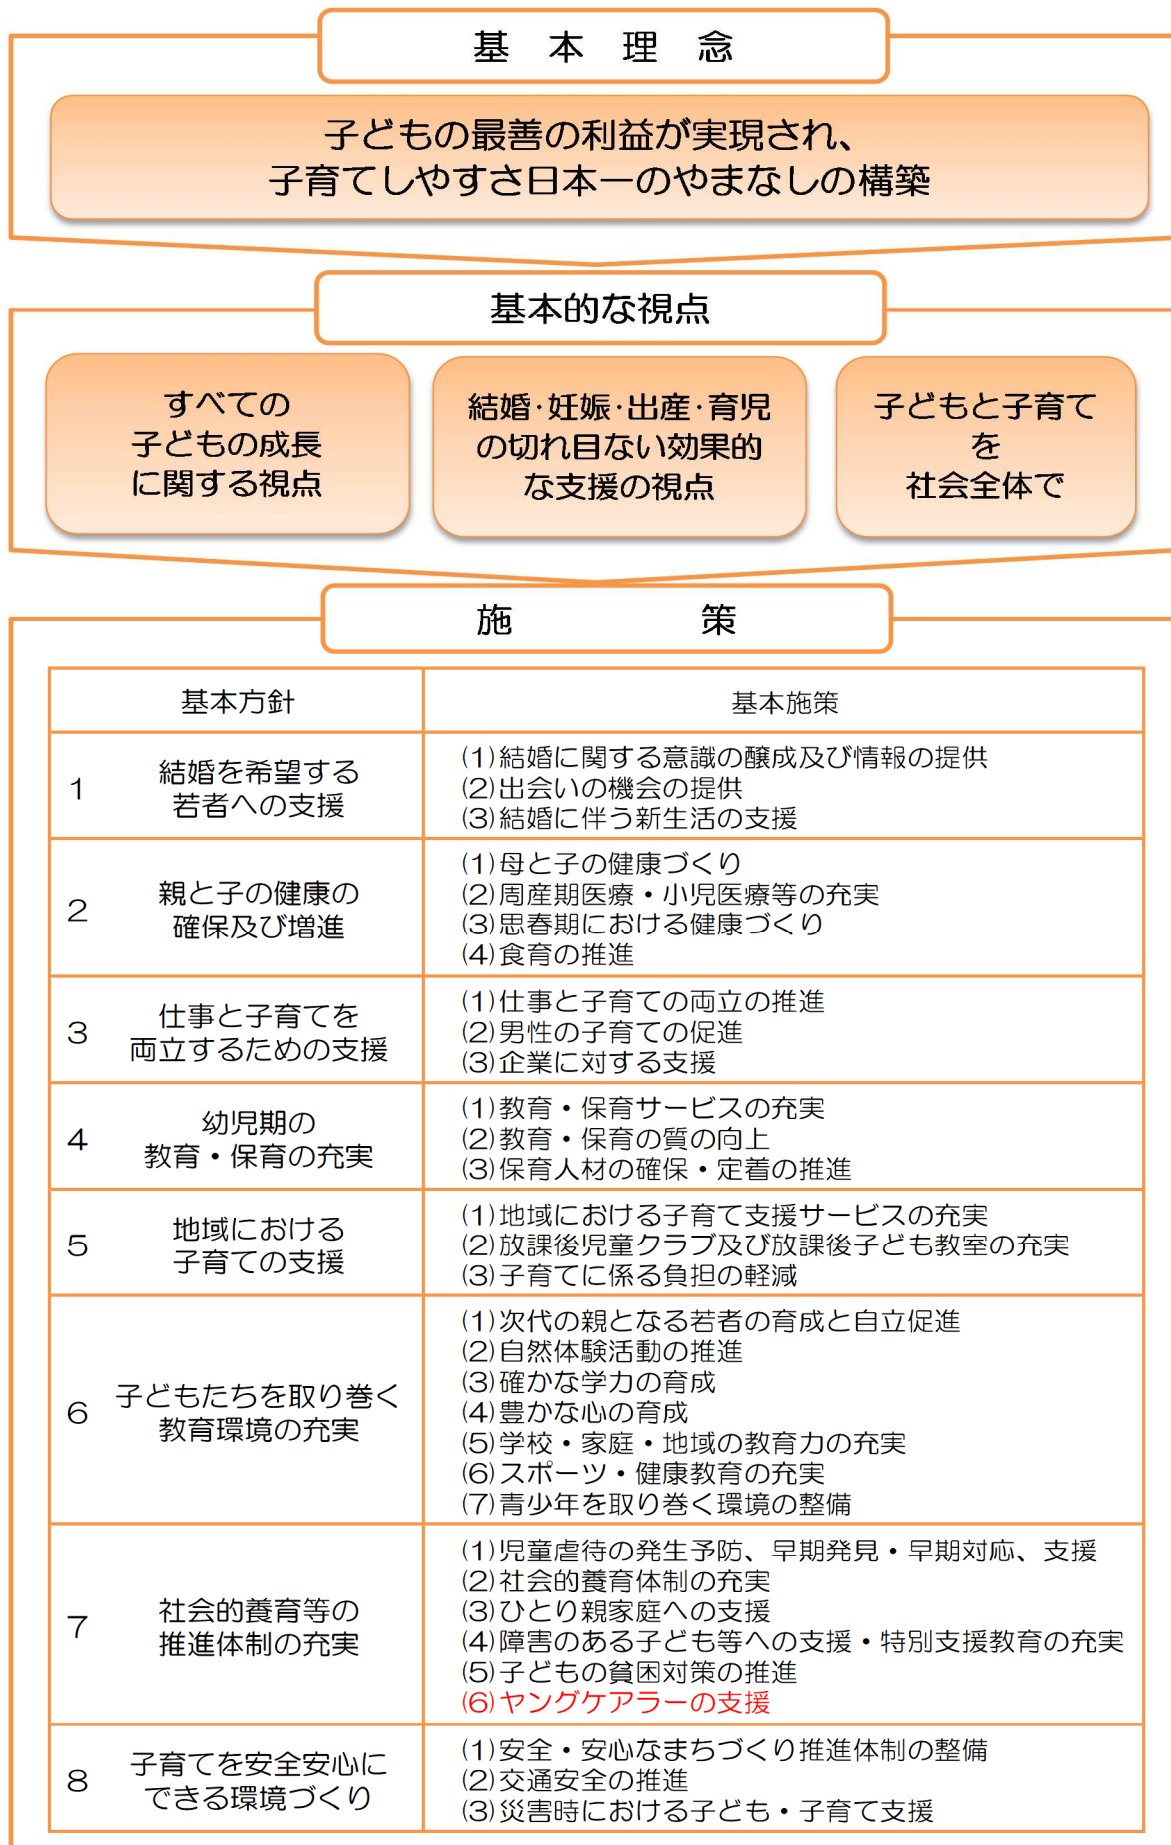 基本理念
子どもの最善の利益が実現され、
子育てしやすさ日本一のやまなしの構築
基本的な視点
すべての
子どもの成長
に関する視点
結婚・妊娠・出産・育児
の切れ目ない効果的
な支援の視点
子どもと子育て
を
社会全体で
施策
基本方針
基本施策
1
結婚を希望する
若者への支援
(1)結婚に関する意識の醸成及び情報の提供
(2)出会いの機会の提供
(3)結婚に伴う新生活の支援
2
親と子の健康の
確保及び増進
(1)母と子の健康づくり
(2)周産期医療・小児医療等の充実
(3)思春期における健康づくり
(4)食育の推進
3
仕事と子育てを
両立するための支援
(1)仕事と子育ての両立の推進
(2)男性の子育ての促進
(3)企業に対する支援
4
幼児期の
教育・保育の充実
(1)教育・保育サービスの充実
(2)教育・保育の質の向上
(3)保育人材の確保・定着の推進
5
地域における
子育ての支援
(1)地域における子育て支援サービスの充実
(2)放課後児童クラブ及び放課後子ども教室の充実
(3)子育てに係る負担の軽減
6
子どもたちを取り巻く
教育環境の充実
(1)次代の親となる若者の育成と自立促進
(2)自然体験活動の推進
(3)確かな学力の育成
(4)豊かな心の育成
(5)学校・家庭・地域の教育力の充実
(6)スポーツ・健康教育の充実
(7)青少年を取り巻く環境の整備
7
社会的養育等の
推進体制の充実
(1)児童虐待の発生予防、早期発見・早期対応、支援
(2)社会的養育体制の充実
(3)ひとり親家庭への支援
(4)障害のある子ども等への支援・特別支援教育の充実
(5)子どもの貧困対策の推進
(6)ヤングケアラーの支援
8
子育てを安全安心に
できる環境づくり
(1)安全・安心なまちづくり推進体制の整備
(2)交通安全の推進
(3)災害時における子ども・子育て支援